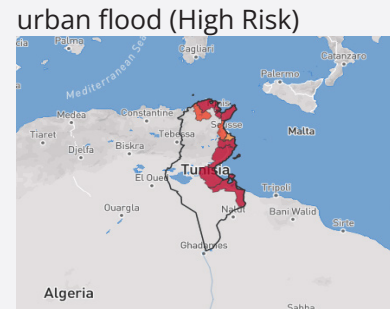 urban flood (High Risk)
Palma
Cagliari
Catanzaro
Mediterranean Sea
Palermo
Medea
Constantine
Tiaret
Tebessa
Malta
Djelfa
Biskra
El Oued
Tunisia
Tripoli
Ouargla
Nalut
Bani Walid
Sirte
Ghadames
Algeria
Sabha